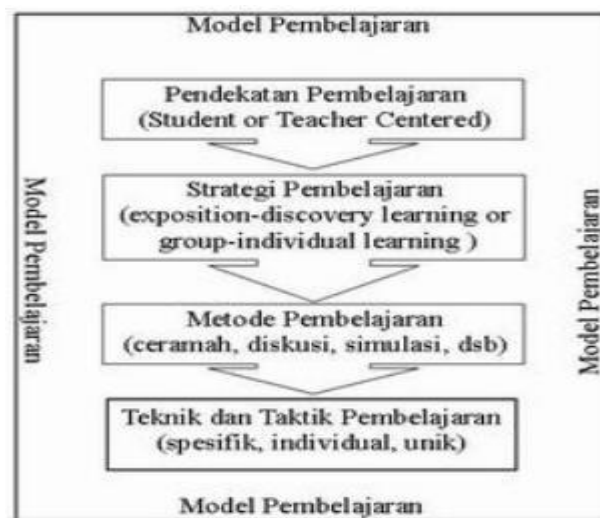 Model Pembelajaran
Pendekatan Pembelajaran
(Student or Teacher Centered)
Strategi Pembelajaran
(exposition-discovery learning or
group-individual learning )
Metode Pembelajaran
(ceramah, diskusi, simulasi, dsb)
Teknik dan Taktik Pembelajaran
(spesifik, individual, unik)
Model Pembelajaran
Model Pembelajaran
Model Pembelajaran